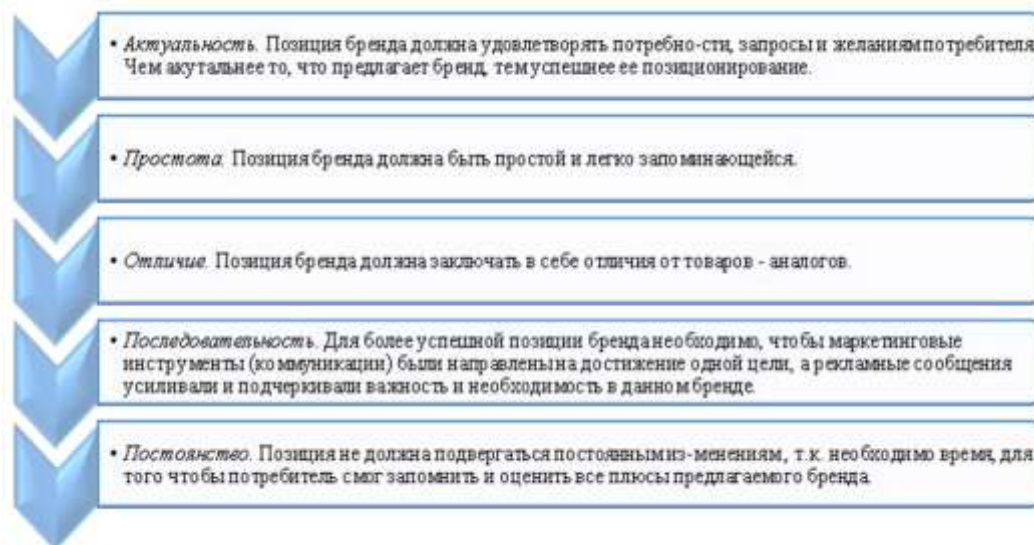 • Актуальность. Позиция бренда должна удовлетворять потребно-сти, запросы и желаниям потребителя.
Чем акутальнее то, что предлагает бренд, тем успешнее ее позиционирование.
• Простота. Позиция бренда должна быть простой и легко запоминающейся.
• Отличие. Позиция бренда должна заключать в себе отличия от товаров - аналогов.
• Последовательность. Для более успешной позиции бренда необходимо, чтобы маркетинговые
инструменты (коммуникации) были направлены на достижение одной цели, а рекламные сообщения
усиливали и подчеркивали важность и необходимость в данном бренде.
• Постоянство. Позиция не должна подвергаться постоянным из-менениям, т.к. необходимо время, для
того чтобы потребитель смог запомнить и оценить все плюсы предлагаемого бренда.